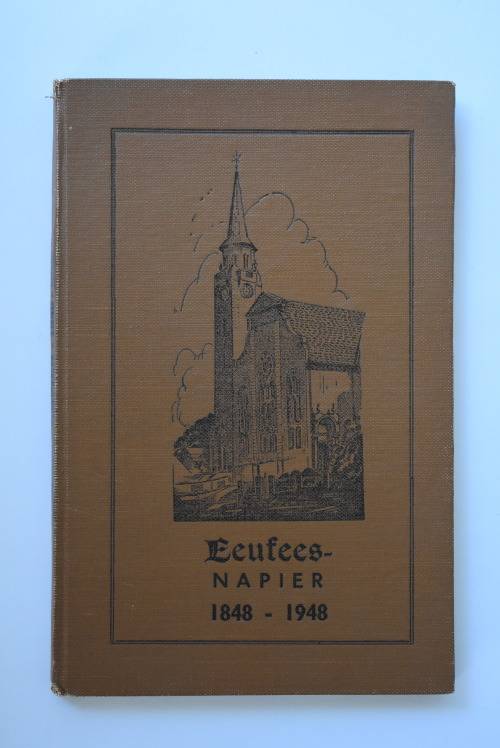 Eeufees-
NAPIER
1848 - 1948